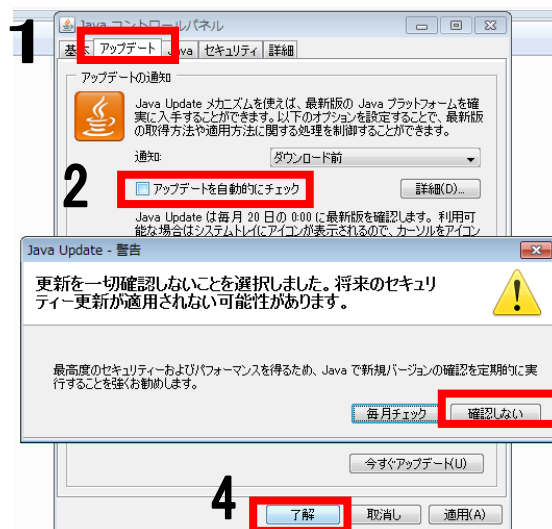 1
Java コントロールパネル
基本 アップデート Java セキュリティ 詳細
アップデートの通知
Java Update メカニズムを使えば、最新版の Java プラットフォームを確
実に入手することができます。以下のオプションを設定することで、最新版
の取得方法や適用方法に関する処理を制御することができます。
通知: ダウンロード前
2
アップデートを自動的にチェック 詳細(D)...
Java Update は毎月 20 日の 0:00 に最新版を確認します。利用可
能な場合はシステムトレイにアイコンが表示されるので、カーソルをアイコン
Java Update - 警告
更新を一切確認しないことを選択しました。将来のセキュリ
ティー更新が適用されない可能性があります。
最高度のセキュリティーおよびパフォーマンスを得るため、Java で新規バージョンの確認を定期的に実
行することを強くお勧めします。
毎月チェック 確認しない
今すぐアップデート(U)
4
了解 取消し 適用(A)